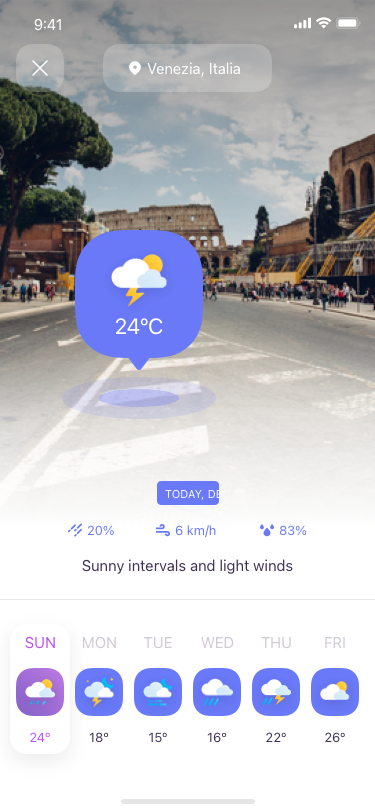 9:41
Venezia, Italia
24°C
TODAY, DE
20% 6 km/h 83%
Sunny intervals and light winds
SUN MON TUE WED THU FRI
24° 18° 15° 16° 22° 26°